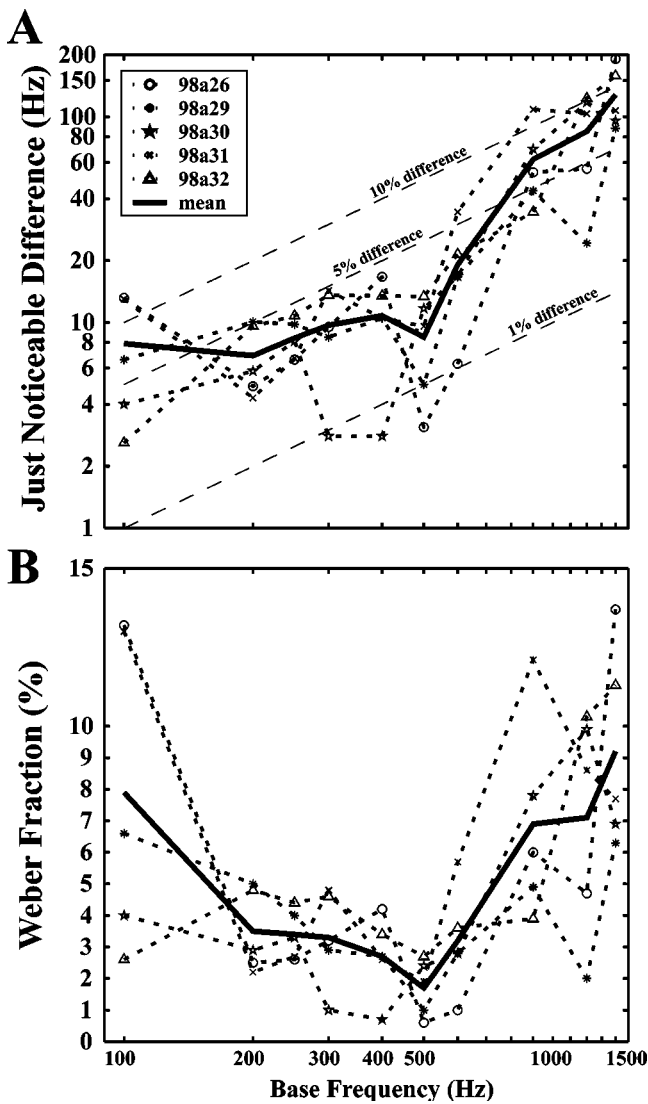 A
Just Noticeable Difference (Hz)
200
150
100
80
60
40
20
10
8
6
4
2
1
98a26
98a29
98a30
98a31
98a32
mean
10% difference
5% difference
1% difference
B
Weber Fraction (%)
15
10
9
8
7
6
5
4
3
2
1
0
100
200
300
400
500
1000
1500
Base Frequency (Hz)